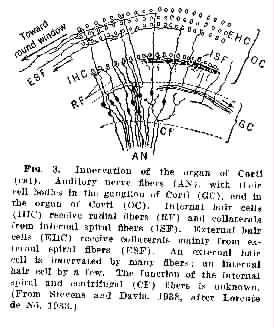 Toward
round window
EHC
ISF
OC
ESF
IHC
RF
GC
CF
AN
FIG. 3. Innervation of the organ of Corti
(cat). Auditory nerve fibers (AN), with their
cell bodies in the ganglion of Corti (GC), end in
the organ of Corti (OC). Internal hair cells
(IHC) receive radial fibers (RF) and collaterals
from internal spiral fibers (ISF). External hair
cells (EHC) receive collaterals mainly from ex-
ternal spiral fibers (ESF). An external hair
cell is innervated by many fibers; an internal
hair cell by a few. The function of the internal
spiral and centrifugal (CF) fibers is unknown.
(From Stevens and Davis, 1938, after Lorente
de Nó, 1933.)